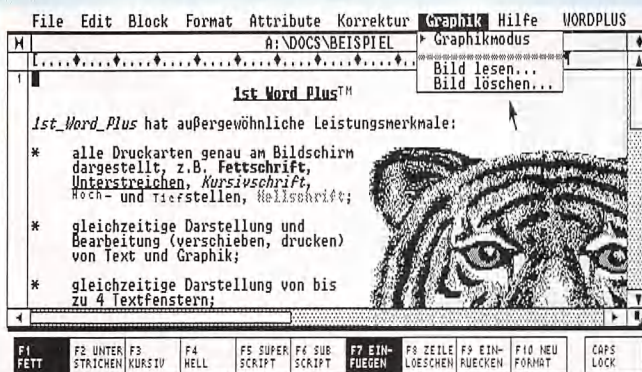 File Edit Block Format Attribute Korrektur Graphik Hilfe WORDPLUS
A:\DOCS\BEISPIEL
Graphikmodus
Bild lesen...
Bild löschen...
1
1st Word Plus™
1st_Word_Plus hat außergewöhnliche Leistungsmerkmale:
* alle Druckarten genau am Bildschirm
dargestellt, z.B. Fettschrift,
Unterstreichen, Kursivschrift,
Hoch- und Tiefstellen, Hellschrift;
* gleichzeitige Darstellung und
Bearbeitung (verschieben, drucken)
von Text und Graphik;
* gleichzeitige Darstellung von bis
zu 4 Textfenstern;
F1 FETT
F2 UNTER STRICHEN
F3 KURSIV
F4 HELL
F5 SUPER SCRIPT
F6 SUB SCRIPT
F7 EIN- FUEGEN
F8 ZEILE LOESCHEN
F9 EIN- RUECKEN
F10 NEU FORMAT
CAPS LOCK